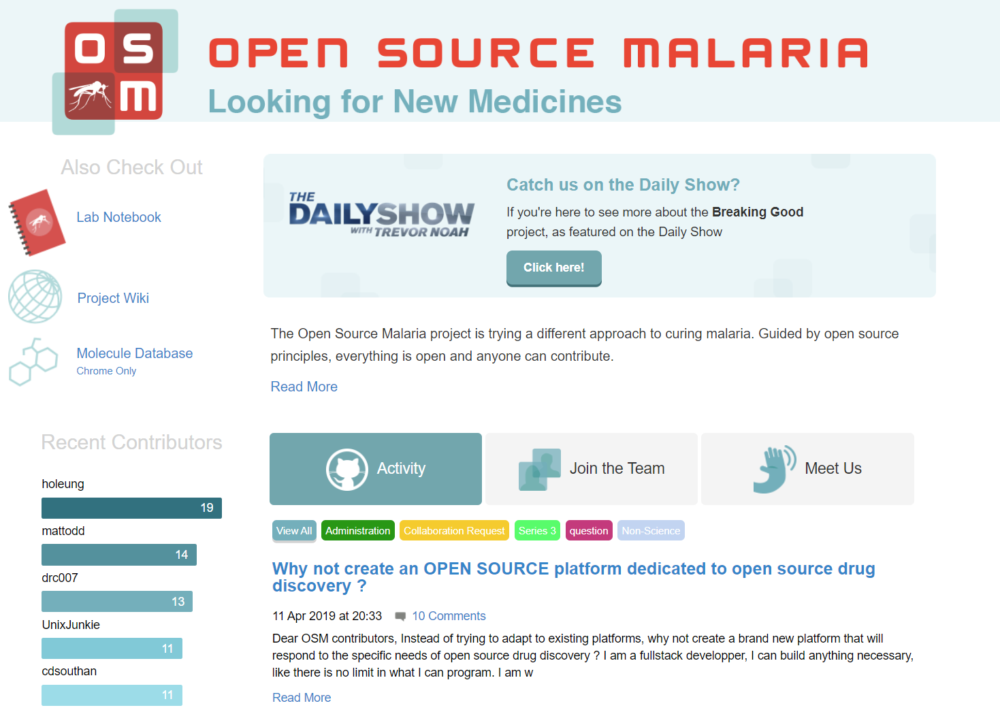 OS
M
OPEN SOURCE MALARIA
Looking for New Medicines
Also Check Out
Lab Notebook
Project Wiki
Molecule Database
Chrome Only
Recent Contributors
holeung
19
mattodd
14
drc007
13
UnixJunkie
11
cdsouthan
11
THE
DAILYSHOW
WITH TREVOR NOAH
Catch us on the Daily Show?
If you're here to see more about the Breaking Good
project, as featured on the Daily Show
Click here!
The Open Source Malaria project is trying a different approach to curing malaria. Guided by open source
principles, everything is open and anyone can contribute.
Read More
Activity
Join the Team
Meet Us
View All Administration Collaboration Request Series 3 question Non-Science
Why not create an OPEN SOURCE platform dedicated to open source drug
discovery ?
11 Apr 2019 at 20:33 10 Comments
Dear OSM contributors, Instead of trying to adapt to existing platforms, why not create a brand new platform that will
respond to the specific needs of open source drug discovery ? I am a fullstack developper, I can build anything necessary,
like there is no limit in what I can program. I am w
Read More